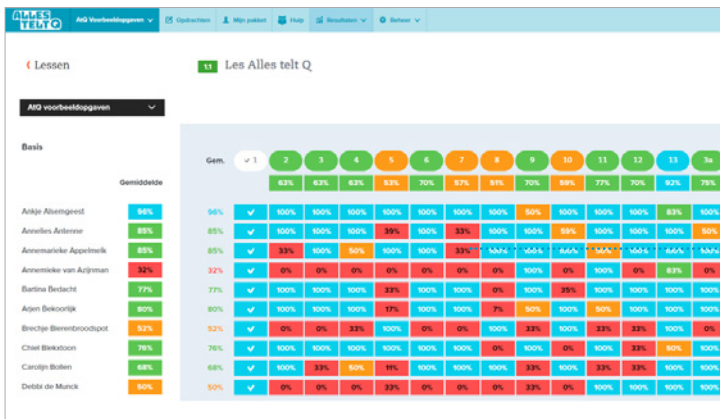 ALLES TELT Q
AtQ Voorbeeldopgaven
Opdrachten
Mijn pakket
Hulp
Resultaten
Beheer
Lessen
1.1 Les Alles telt Q
AtQ voorbeeldopgaven
Basis
Gem. 1 2 3 4 5 6 7 8 9 10 11 12 13 3a
Gemiddelde 63% 63% 63% 53% 70% 57% 51% 70% 59% 77% 70% 92% 75%
Ankje Alsemgeest 96% 96% 100% 100% 100% 100% 100% 100% 100% 50% 100% 100% 100% 83% 100%
Annelies Antenne 85% 85% 100% 100% 100% 39% 100% 33% 100% 100% 59% 100% 100% 100% 50%
Annemarieke Appelmelk 85% 85% 33% 100% 50% 100% 100% 33% 100% 100% 100% 50% 100% 100% 100%
Annemieke van Azijnman 32% 32% 0% 0% 0% 0% 0% 0% 0% 100% 0% 100% 0% 83% 0%
Bartina Bedacht 77% 77% 100% 100% 100% 33% 100% 100% 0% 100% 35% 100% 100% 100% 100%
Arjen Bekoortijk 80% 80% 100% 100% 100% 17% 100% 100% 7% 50% 100% 50% 100% 100% 100%
Brechje Bierenbroodspot 52% 52% 0% 0% 33% 100% 0% 0% 0% 33% 100% 33% 33% 100% 0%
Chiel Blekxtoon 76% 76% 100% 100% 100% 100% 100% 100% 0% 100% 0% 100% 33% 50% 100%
Carolijn Bollen 68% 68% 100% 33% 50% 11% 100% 100% 100% 33% 100% 33% 33% 100% 100%
Debbi de Munck 50% 50% 0% 0% 33% 33% 0% 0% 0% 33% 0% 100% 100% 100% 100%